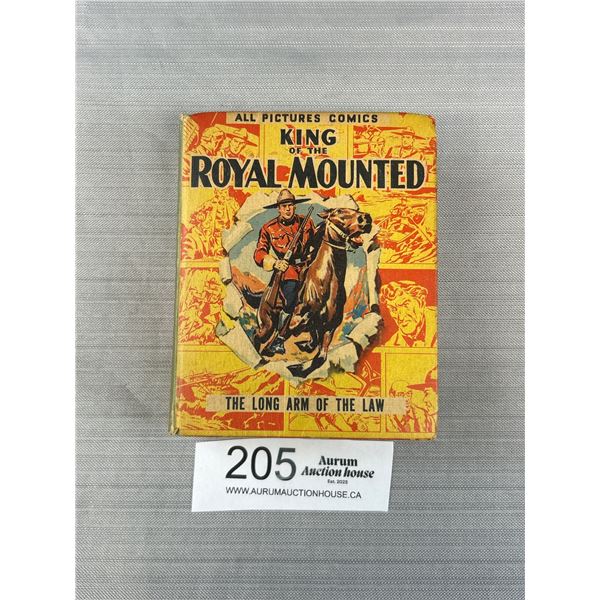 ALL PICTURES COMICS
KING
OF THE
ROYAL MOUNTED
THE LONG ARM OF THE LAW
205
Aurum
Auction house
Est. 2025
WWW.AURUMAUCTIONHOUSE.CA